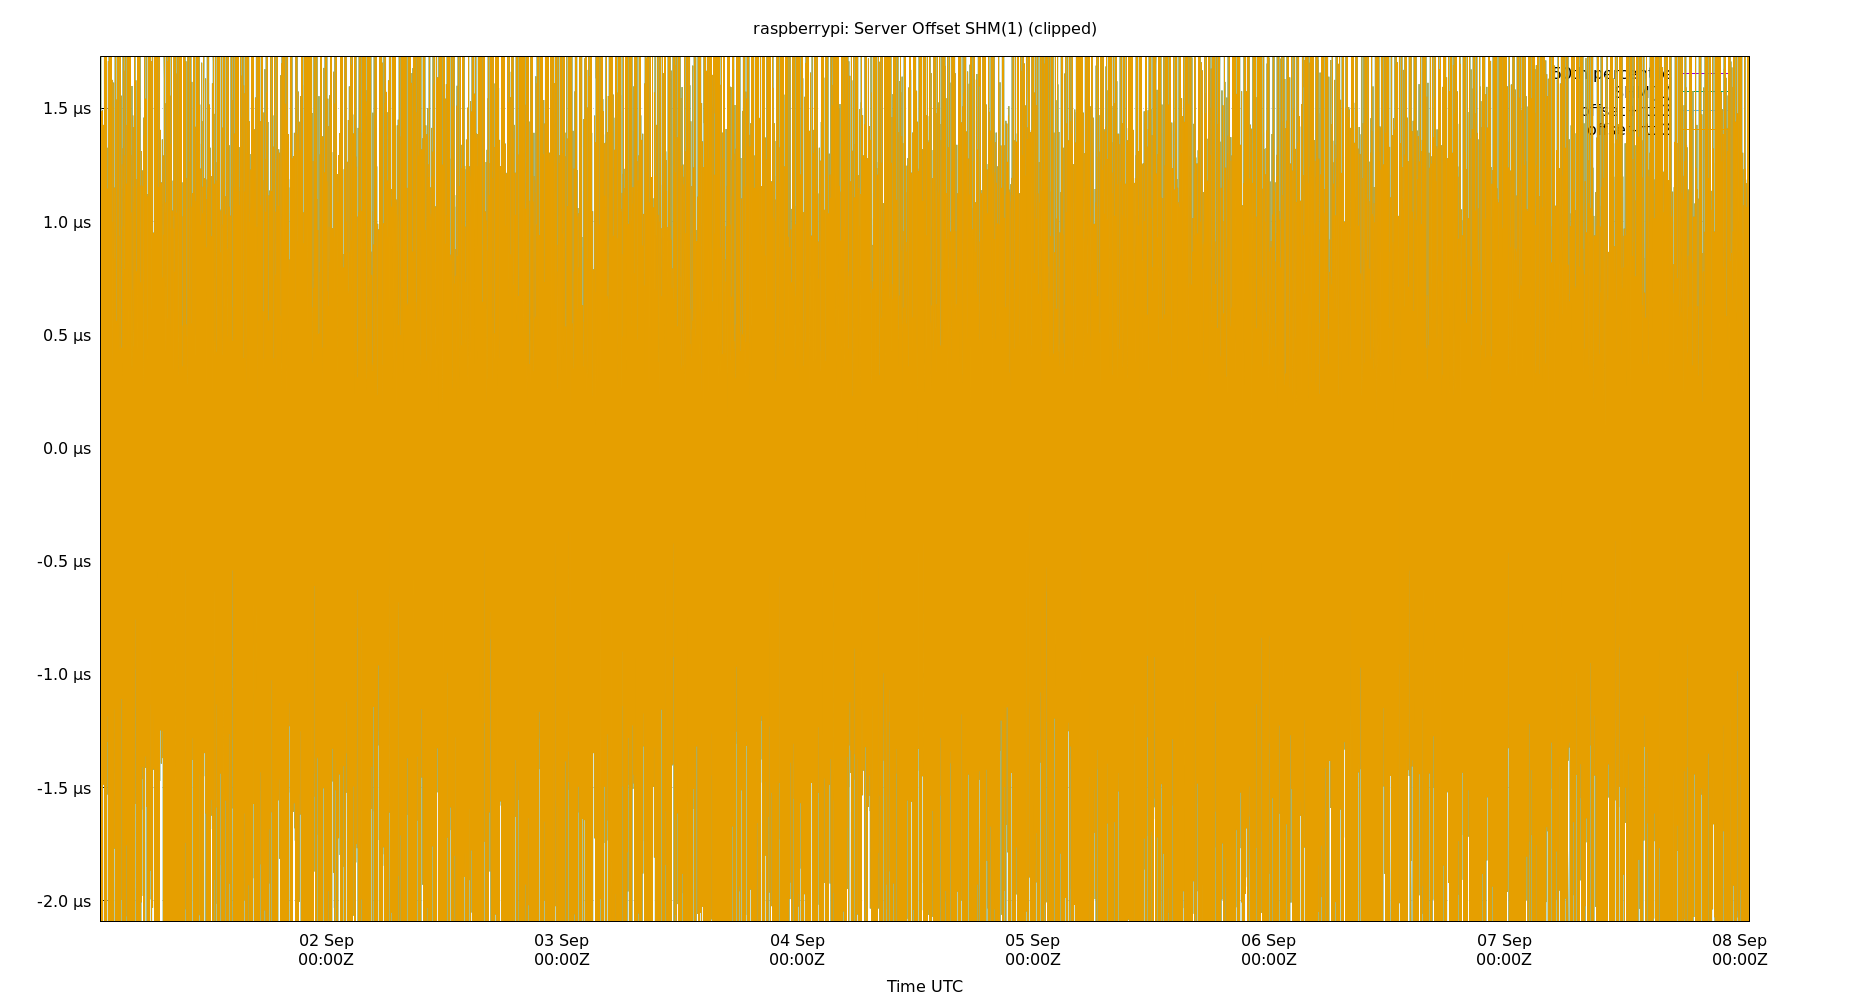 raspberrypi: Server Offset SHM(1) (clipped)
1.5 µs
1.0 µs
0.5 µs
0.0 µs
-0.5 µs
-1.0 µs
-1.5 µs
-2.0 µs
02 Sep 03 Sep 04 Sep 05 Sep 06 Sep 07 Sep 08 Sep
00:00Z 00:00Z 00:00Z 00:00Z 00:00Z 00:00Z 00:00Z
Time UTC